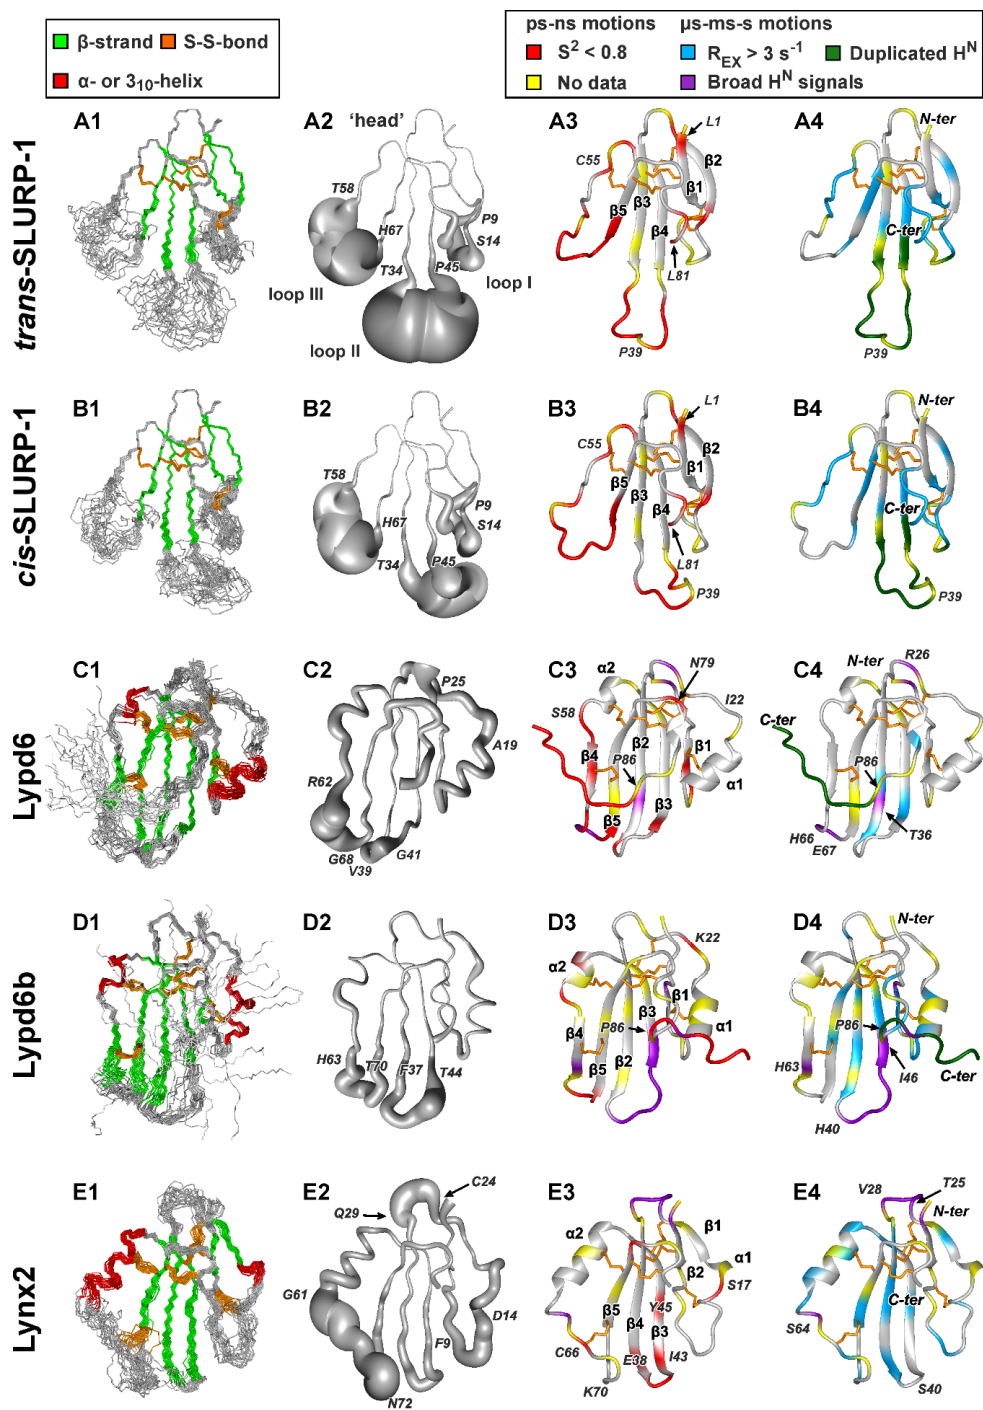 β-strand S-S-bond
α- or 3₁₀-helix
ps-ns motions μs-ms-s motions
S² < 0.8 R_EX > 3 s⁻¹ Duplicated Hᴺ
No data Broad Hᴺ signals
trans-SLURP-1
A1
A2 'head'
T58
P9
H67
S14
T34
P45
loop III
loop I
loop II
A3
L1
C55
β2
β1
β3
β5
β4
L81
P39
A4
N-ter
C-ter
P39
cis-SLURP-1
B1
B2
T58
P9
S14
H67
T34
P45
B3
L1
C55
β2
β1
β5
β3
β4
L81
P39
B4
N-ter
C-ter
P39
Lypd6
C1
C2
P25
A19
R62
G68
G41
V39
C3
α2
N79
I22
S58
β2
β1
β4
P86
α1
β3
β5
C4
N-ter
R26
C-ter
P86
T36
H66
E67
Lypd6b
D1
D2
H63
T70
F37
T44
D3
K22
α2
β1
β3
P86
α1
β4
β2
β5
D4
N-ter
P86
H63
I46
C-ter
H40
Lynx2
E1
E2
C24
Q29
G61
D14
F9
N72
E3
α2
β1
α1
β2
S17
β5
Y45
β4
β3
C66
E38
I43
K70
E4
V28
T25
N-ter
C-ter
S64
S40